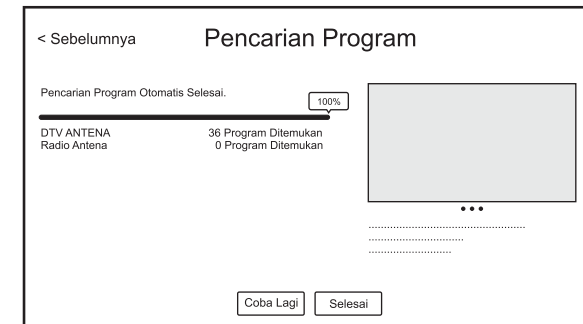 < Sebelumnya
Pencarian Program
Pencarian Program Otomatis Selesai.
100%
DTV ANTENA 36 Program Ditemukan
Radio Antena 0 Program Ditemukan
Coba Lagi
Selesai